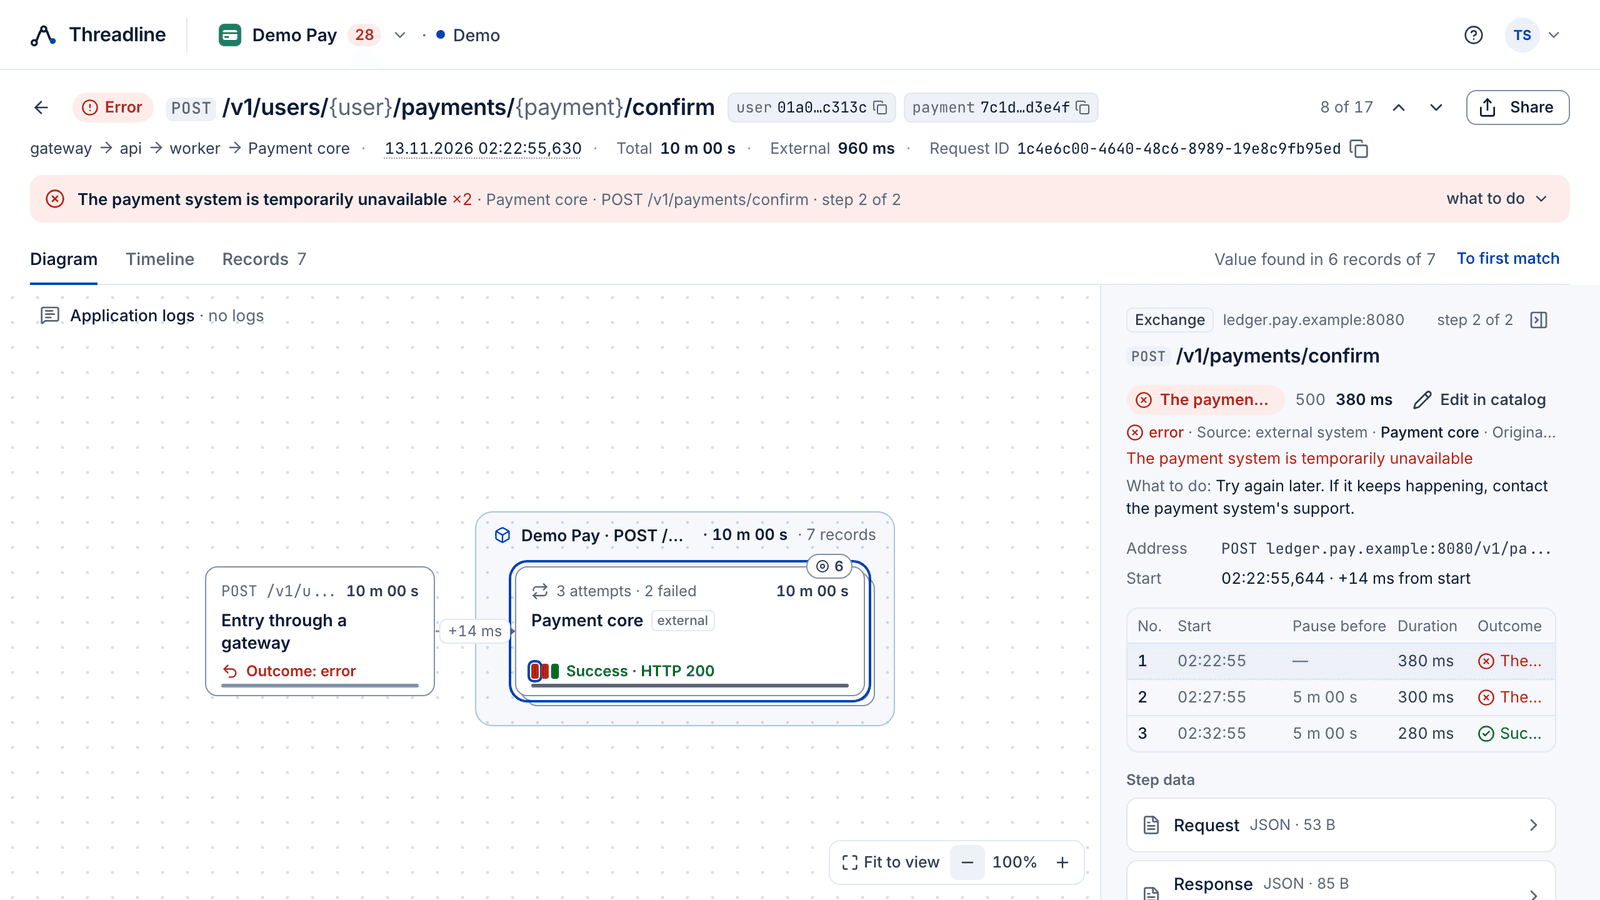 Threadline
Demo Pay 28 · Demo
TS
Error POST /v1/users/{user}/payments/{payment}/confirm user 01a0…c313c payment 7c1d…d3e4f 8 of 17 Share
gateway → api → worker → Payment core · 13.11.2026 02:22:55,630 · Total 10 m 00 s · External 960 ms · Request ID 1c4e6c00-4640-48c6-8989-19e8c9fb95ed
The payment system is temporarily unavailable ×2 · Payment core · POST /v1/payments/confirm · step 2 of 2 what to do
Diagram Timeline Records 7 Value found in 6 records of 7 To first match
Application logs · no logs
Demo Pay · POST /... · 10 m 00 s · 7 records
6
POST /v1/u... 10 m 00 s
Entry through a
gateway
Outcome: error
+14 ms
3 attempts · 2 failed 10 m 00 s
Payment core external
Success · HTTP 200
Fit to view − 100% +
Exchange ledger.pay.example:8080 step 2 of 2
POST /v1/payments/confirm
The paymen... 500 380 ms Edit in catalog
error · Source: external system · Payment core · Origina...
The payment system is temporarily unavailable
What to do: Try again later. If it keeps happening, contact
the payment system's support.
Address POST ledger.pay.example:8080/v1/pa...
Start 02:22:55,644 · +14 ms from start
No. Start Pause before Duration Outcome
1 02:22:55 — 380 ms The...
2 02:27:55 5 m 00 s 300 ms The...
3 02:32:55 5 m 00 s 280 ms Suc...
Step data
Request JSON · 53 B
Response JSON · 85 B